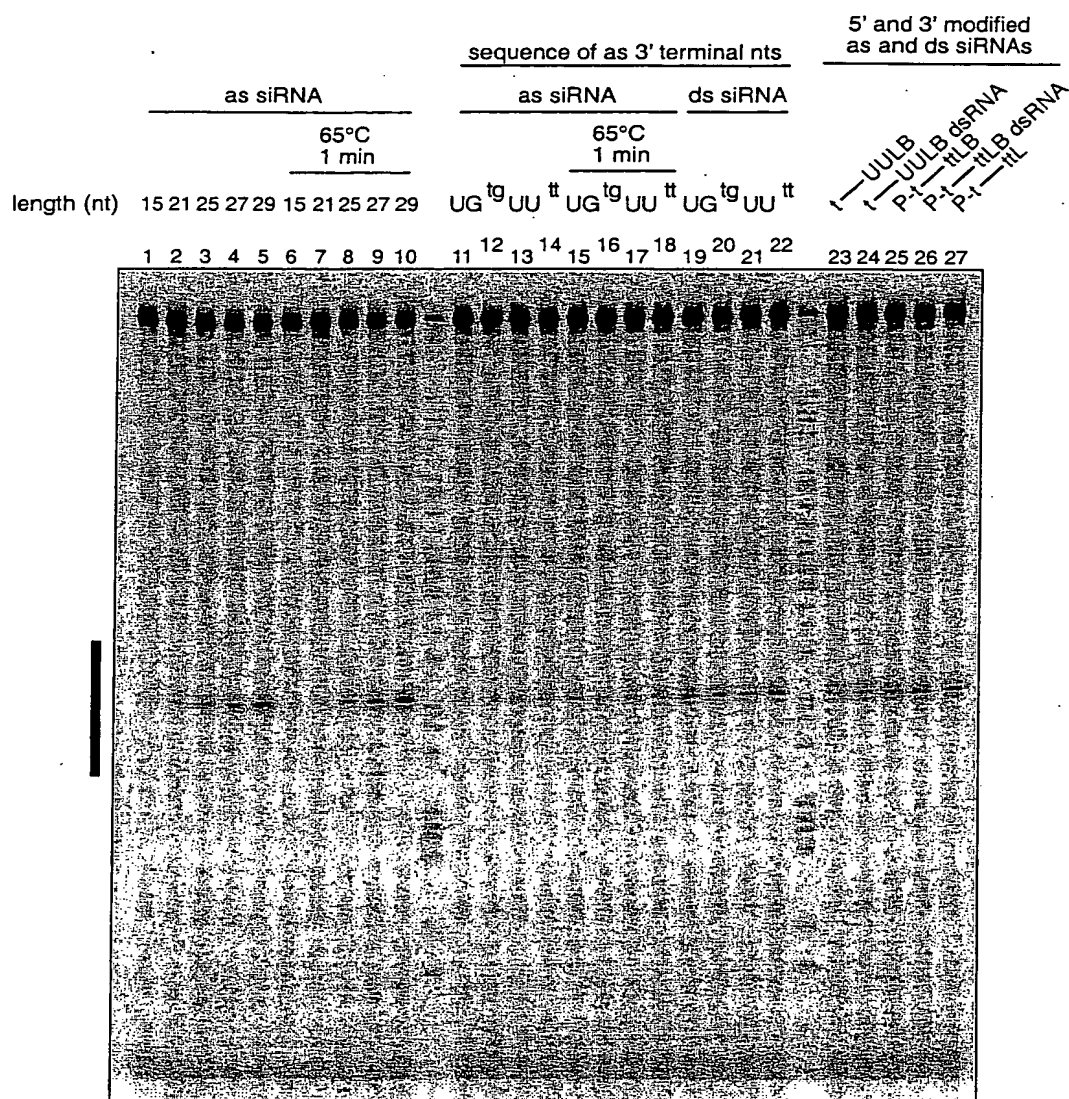 5' and 3' modified
as and ds siRNAs
sequence of as 3' terminal nts
as siRNA
as siRNA
ds siRNA
65°C
1 min
65°C
1 min
t—UULB
t—UULB dsRNA
P-t—ttLB
P-t—ttLB dsRNA
P-t—ttL
length (nt) 15 21 25 27 29 15 21 25 27 29
UG tg UU tt UG tg UU tt UG tg UU tt
1 2 3 4 5 6 7 8 9 10 11 12 13 14 15 16 17 18 19 20 21 22 23 24 25 26 27